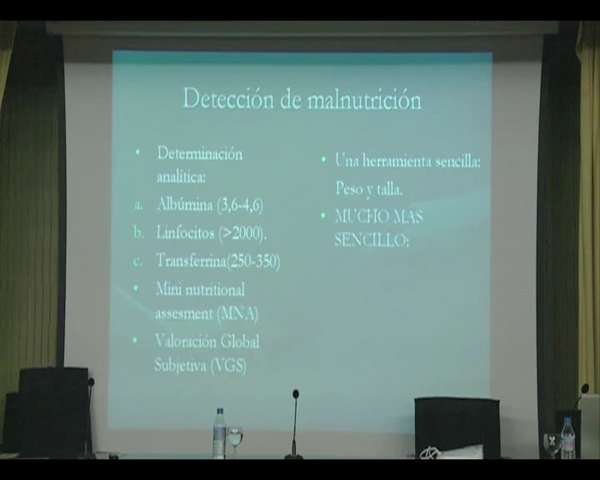 Detección de malnutrición
• Determinación
analítica:
a. Albúmina (3,6-4,6)
b. Linfocitos (>2000).
c. Transferrina(250-350)
• Mini nutritional
assesment (MNA)
• Valoración Global
Subjetiva (VGS)
• Una herramienta sencilla:
Peso y talla.
• MUCHO MAS
SENCILLO: